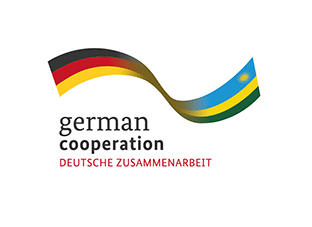 german
cooperation
DEUTSCHE ZUSAMMENARBEIT